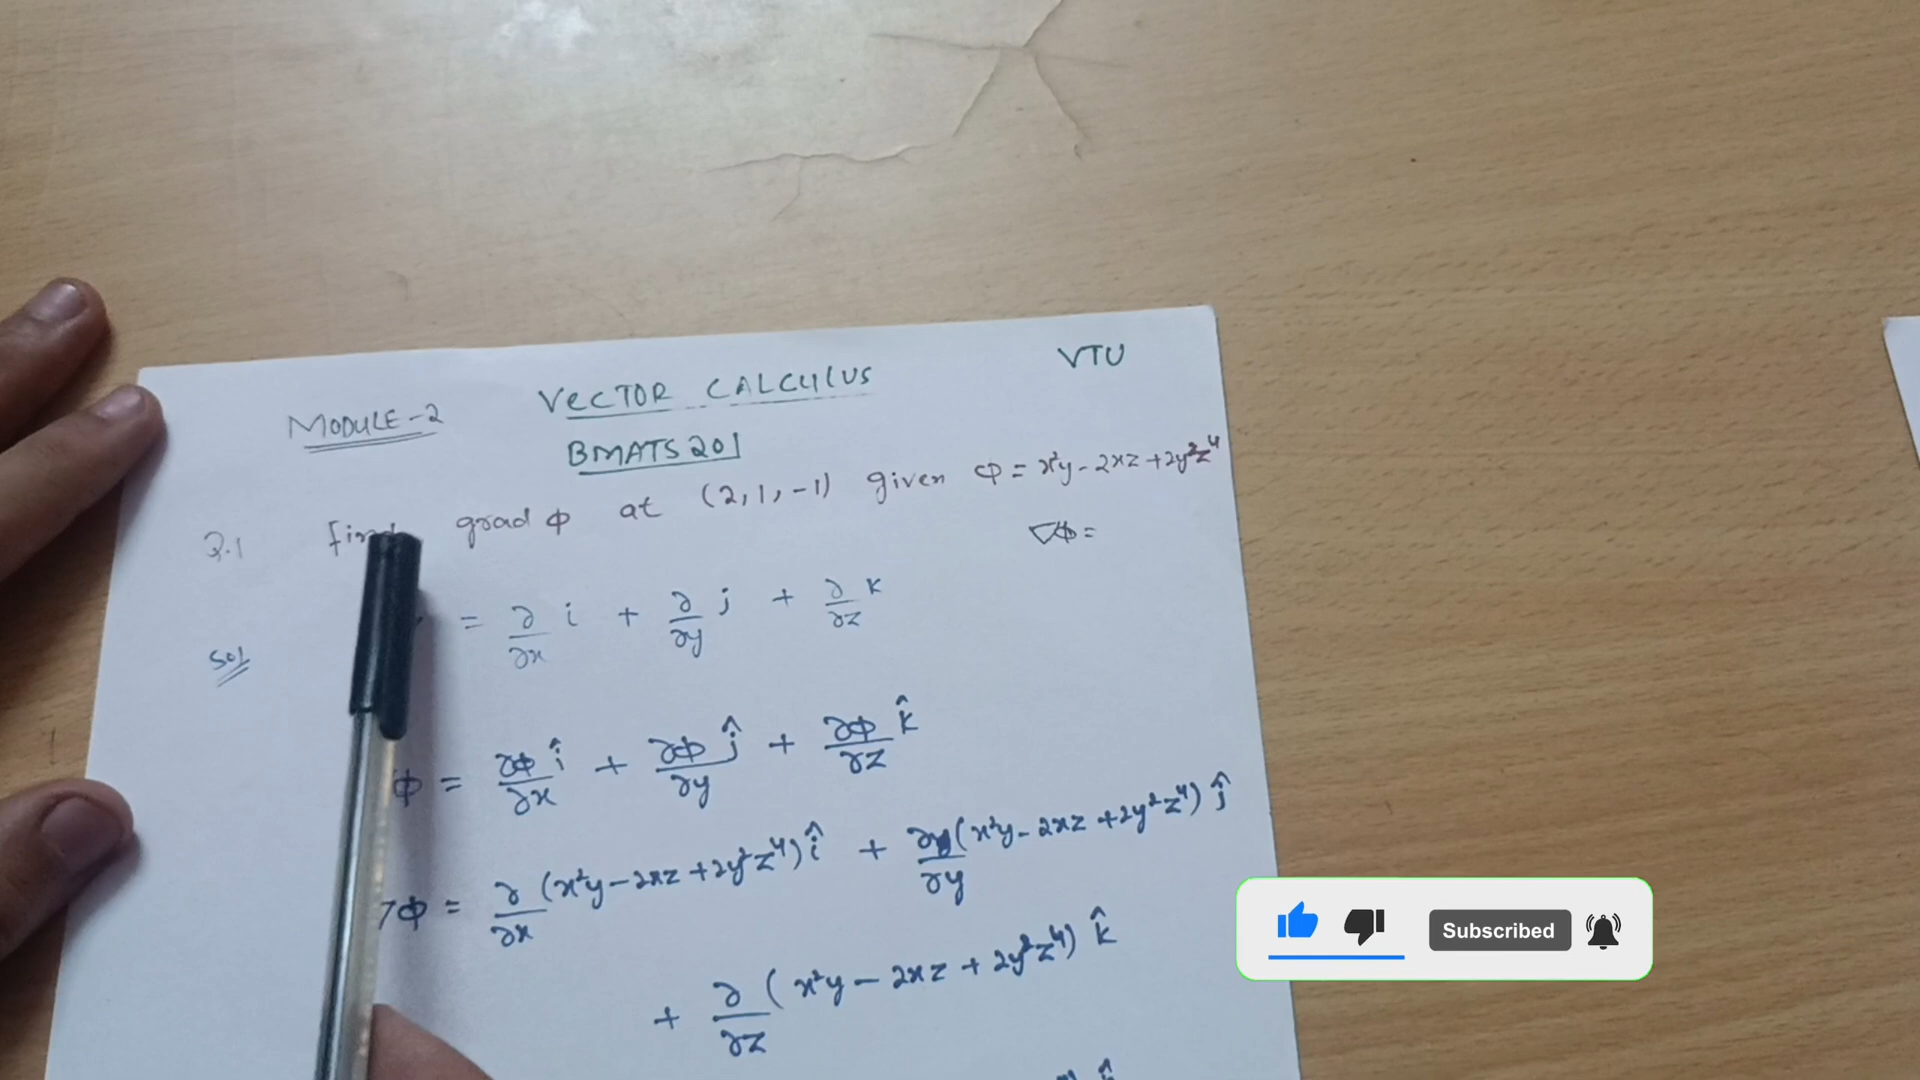 VTU
MODULE-2 VECTOR CALCULUS
BMATS201
Q.1 find grad φ at (2,1,-1) given φ = x²y - 2xz + 2y²z⁴
∇φ =
Sol = ∂/∂x i + ∂/∂y j + ∂/∂z k
φ = ∂φ/∂x î + ∂φ/∂y ĵ + ∂φ/∂z k̂
∇φ = ∂/∂x (x²y - 2xz + 2y²z⁴) î + ∂/∂y (x²y - 2xz + 2y²z⁴) ĵ
+ ∂/∂z (x²y - 2xz + 2y²z⁴) k̂
Subscribed